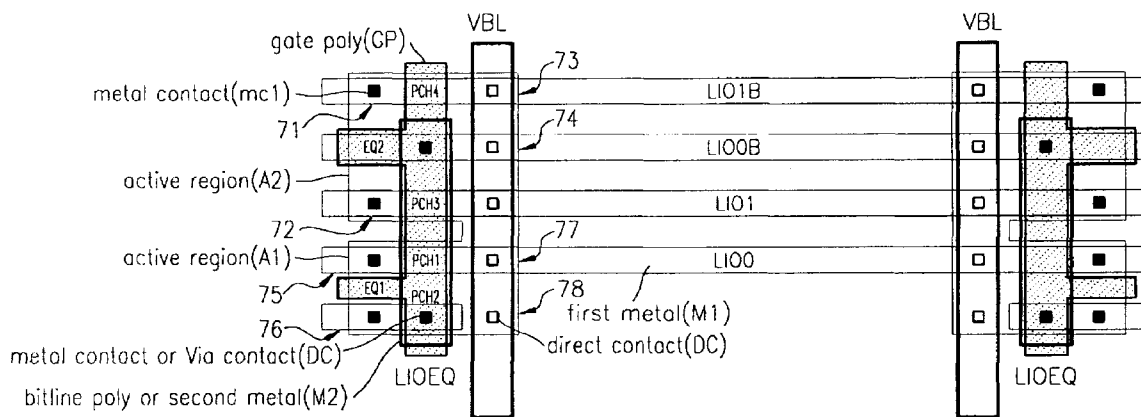 VBL VBL
gate poly(GP)
metal contact(mc1) PCH4 73 LIO1B
71 EQ2 74 LIO0B
active region(A2)
72 PCH3 LIO1
active region(A1) PCH1 77 LIO0
75 EQ1 PCH2 78 first metal(M1)
76
metal contact or Via contact(DC) direct contact(DC)
bitline poly or second metal(M2) LIOEQ LIOEQ